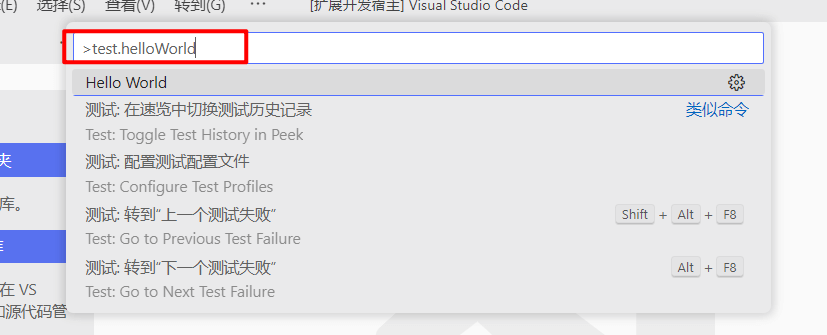 (E) 选择(S) 查看(V) 转到(G) ··· [扩展开发宿主] Visual Studio Code
>test.helloWorld
Hello World
测试: 在速览中切换测试历史记录 类似命令
Test: Toggle Test History in Peek
测试: 配置测试配置文件
夹
Test: Configure Test Profiles
库。
测试: 转到“上一个测试失败” Shift + Alt + F8
Test: Go to Previous Test Failure
测试: 转到“下一个测试失败” Alt + F8
在 VS
Test: Go to Next Test Failure
和源代码管